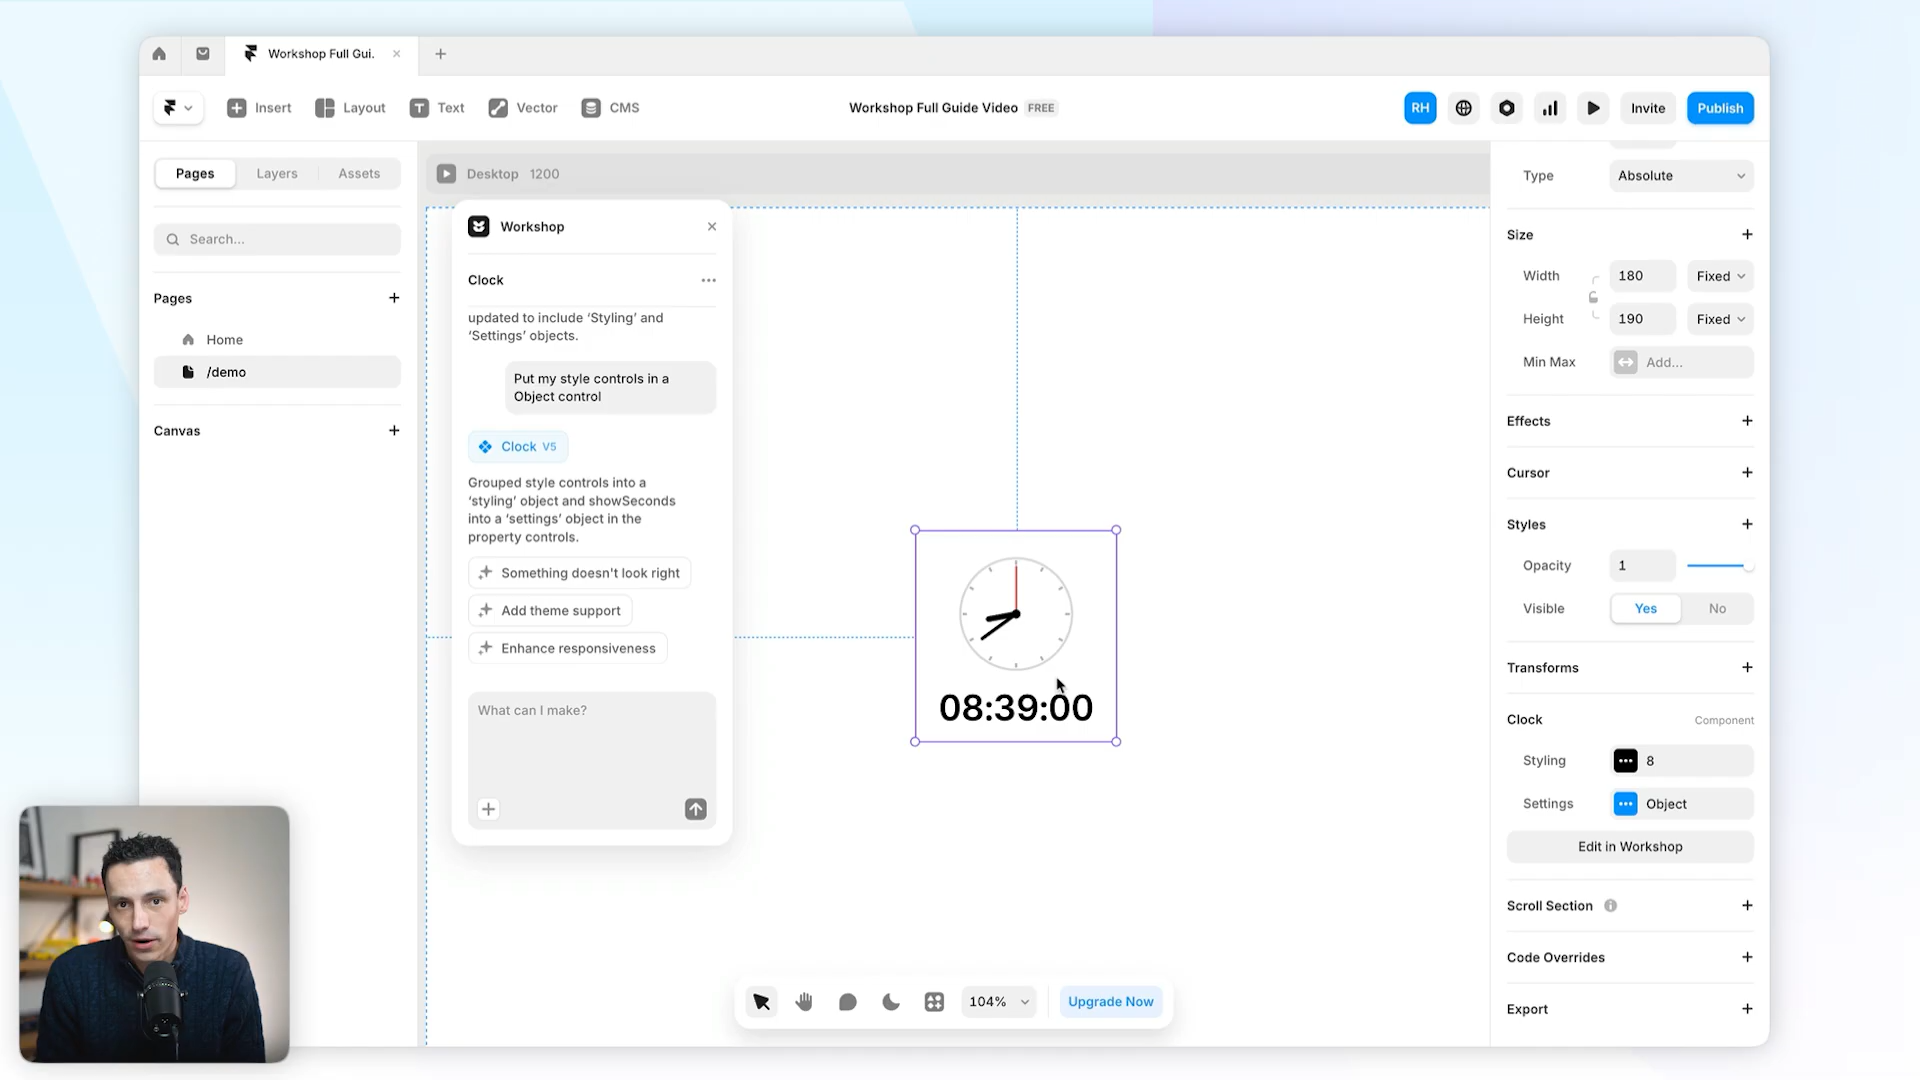 Workshop Full Gui.
Insert
Layout
Text
Vector
CMS
Workshop Full Guide Video FREE
RH
Invite
Publish
Pages
Layers
Assets
Search...
Pages
Home
/demo
Canvas
Desktop 1200
Workshop
Clock
updated to include ‘Styling’ and
‘Settings’ objects.
Put my style controls in a
Object control
Clock V5
Grouped style controls into a
‘styling’ object and showSeconds
into a ‘settings’ object in the
property controls.
Something doesn't look right
Add theme support
Enhance responsiveness
What can I make?
08:39:00
104%
Upgrade Now
Type Absolute
Size
Width 180 Fixed
Height 190 Fixed
Min Max Add...
Effects
Cursor
Styles
Opacity 1
Visible Yes No
Transforms
Clock Component
Styling 8
Settings Object
Edit in Workshop
Scroll Section
Code Overrides
Export